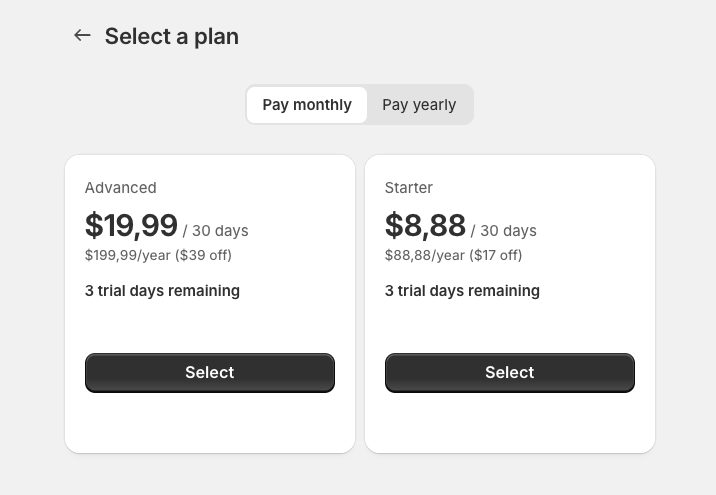 Select a plan
Pay monthly
Pay yearly
Advanced
$19,99 / 30 days
$199,99/year ($39 off)
3 trial days remaining
Select
Starter
$8,88 / 30 days
$88,88/year ($17 off)
3 trial days remaining
Select